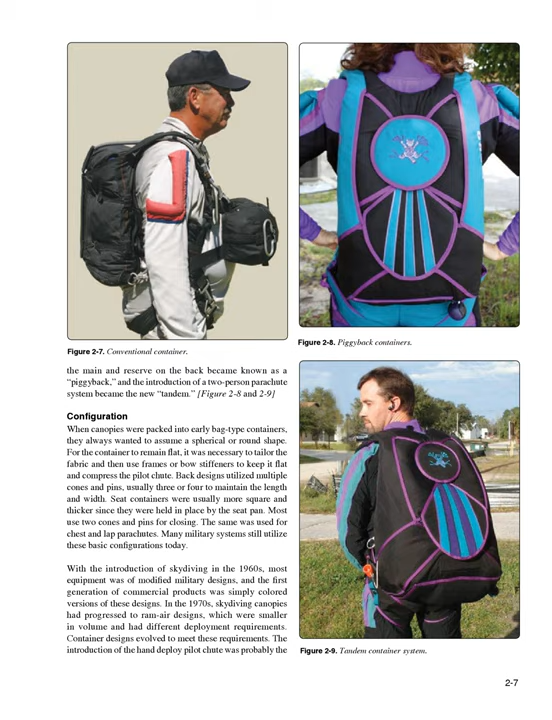 Figure 2-7. Conventional container.
the main and reserve on the back became known as a
“piggyback,” and the introduction of a two-person parachute
system became the new “tandem.” [Figure 2-8 and 2-9]
Configuration
When canopies were packed into early bag-type containers,
they always wanted to assume a spherical or round shape.
For the container to remain flat, it was necessary to tailor the
fabric and then use frames or bow stiffeners to keep it flat
and compress the pilot chute. Back designs utilized multiple
cones and pins, usually three or four to maintain the length
and width. Seat containers were usually more square and
thicker since they were held in place by the seat pan. Most
use two cones and pins for closing. The same was used for
chest and lap parachutes. Many military systems still utilize
these basic configurations today.
With the introduction of skydiving in the 1960s, most
equipment was of modified military designs, and the first
generation of commercial products was simply colored
versions of these designs. In the 1970s, skydiving canopies
had progressed to ram-air designs, which were smaller
in volume and had different deployment requirements.
Container designs evolved to meet these requirements. The
introduction of the hand deploy pilot chute was probably the
Figure 2-8. Piggyback containers.
Figure 2-9. Tandem container system.
2-7